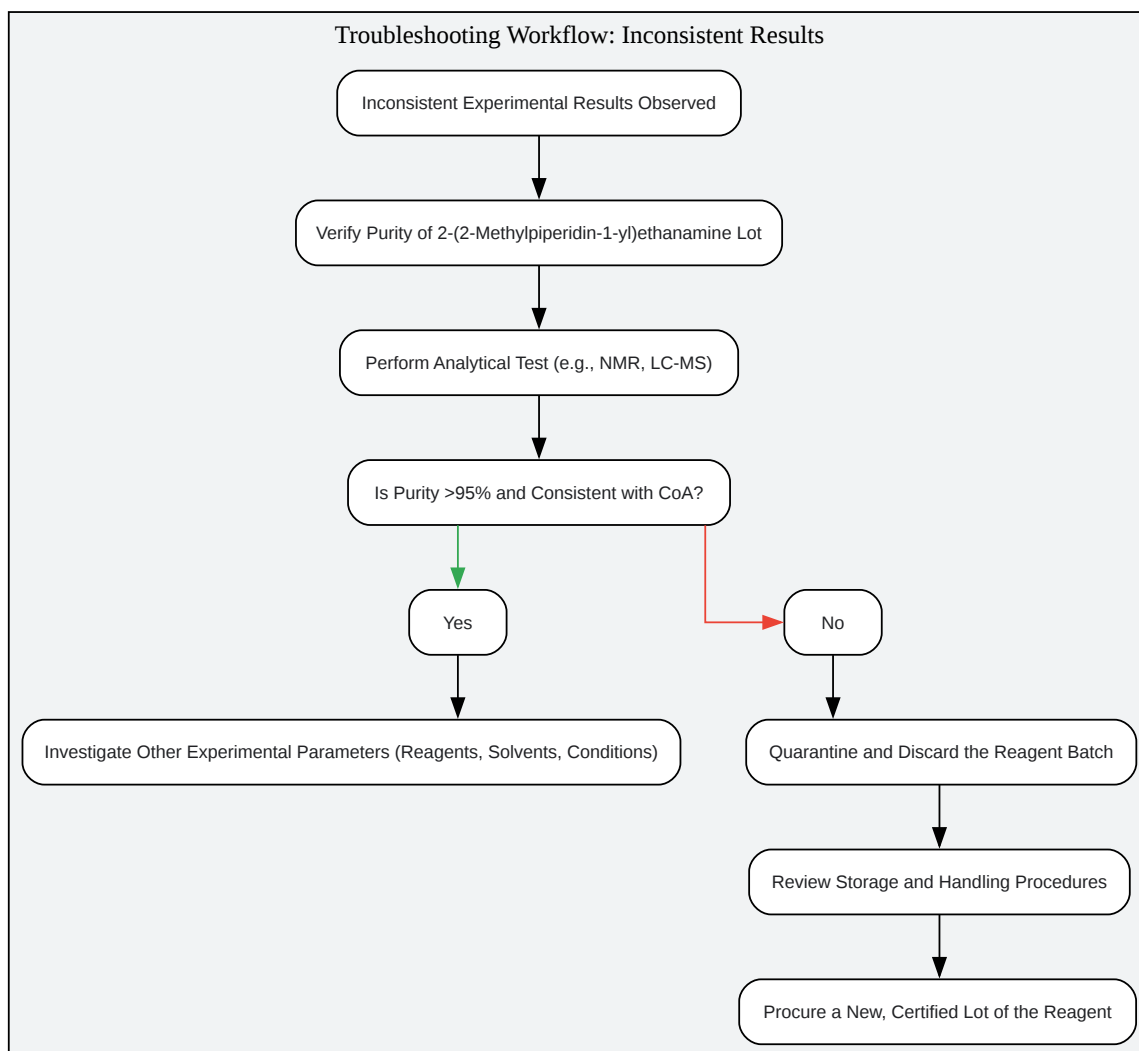 Troubleshooting Workflow: Inconsistent Results
Inconsistent Experimental Results Observed
Verify Purity of 2-(2-Methylpiperidin-1-yl)ethanamine Lot
Perform Analytical Test (e.g., NMR, LC-MS)
Is Purity >95% and Consistent with CoA?
Yes
No
Investigate Other Experimental Parameters (Reagents, Solvents, Conditions)
Quarantine and Discard the Reagent Batch
Review Storage and Handling Procedures
Procure a New, Certified Lot of the Reagent